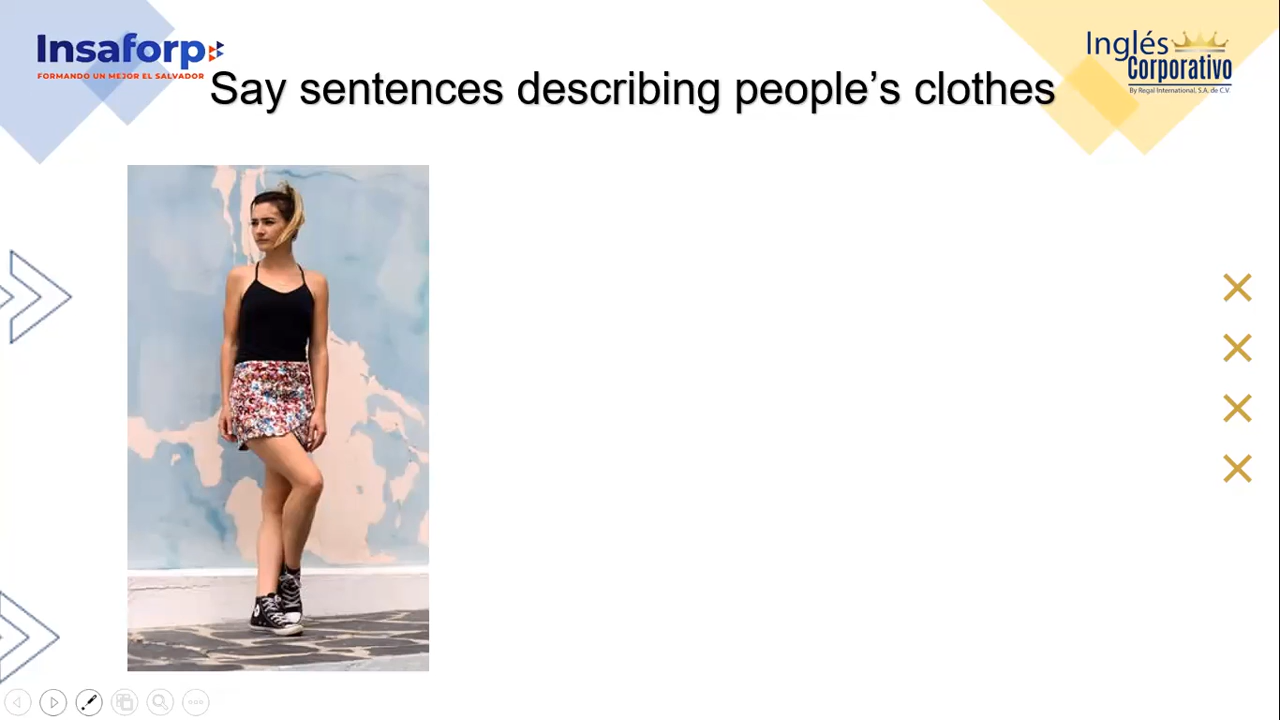 Insaforp
FORMANDO UN MEJOR EL SALVADOR
Inglés
Corporativo
By Regal International, S.A. de C.V.
Say sentences describing people’s clothes